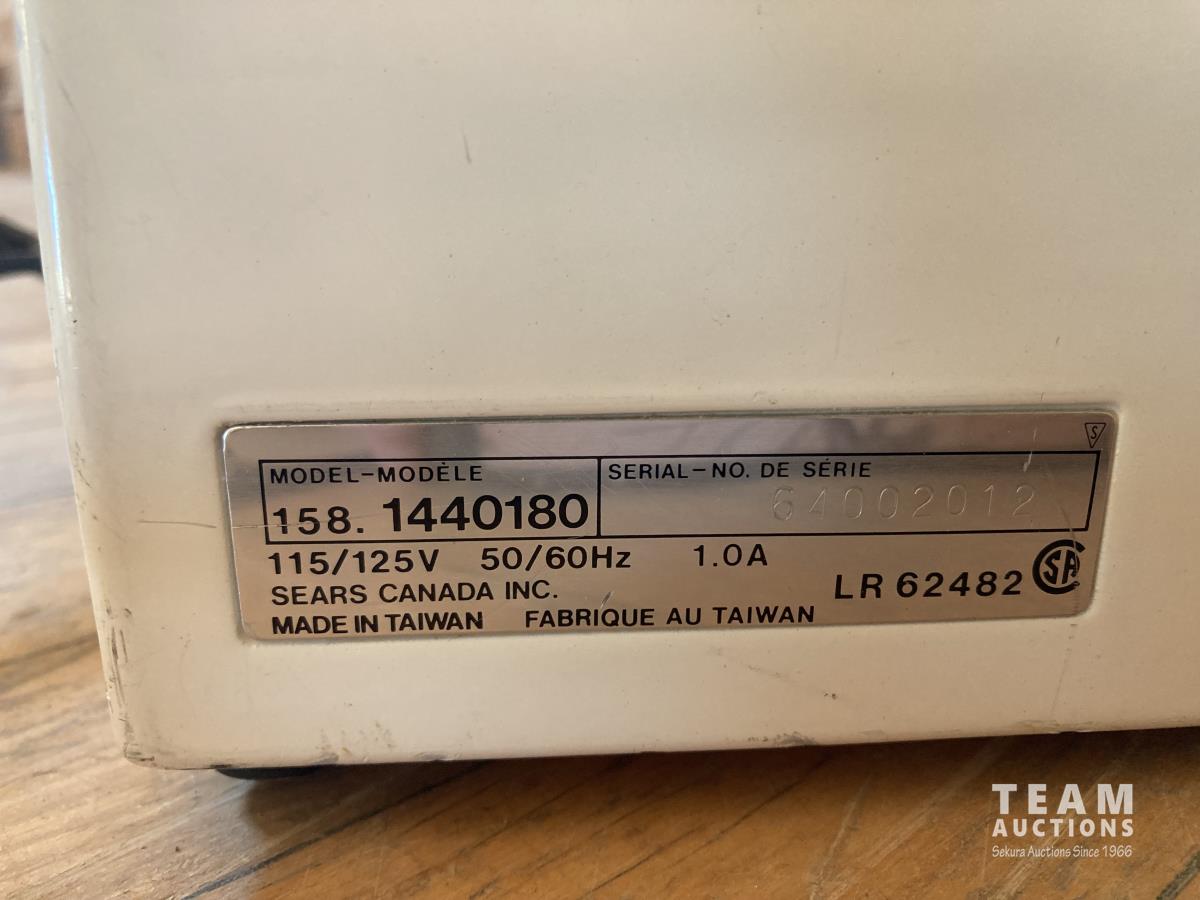 S
MODEL-MODÈLE
SERIAL-NO. DE SÉRIE
158. 1440180
64002012
115/125V 50/60Hz 1.0A
SEARS CANADA INC.
LR 62482 SA
MADE IN TAIWAN FABRIQUE AU TAIWAN
TEAM
AUCTIONS
Sekura Auctions Since 1966